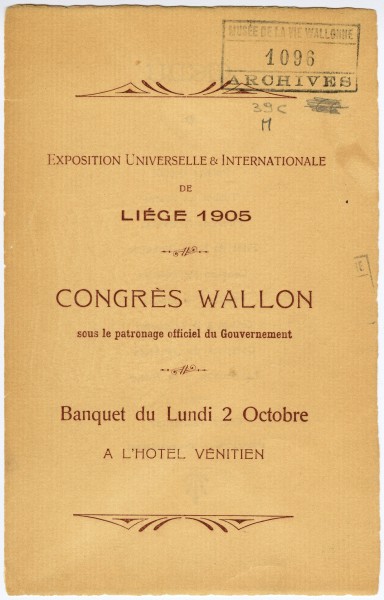 MUSÉE DE LA VIE WALLONNE
1096
ARCHIVES
39C
M
EXPOSITION UNIVERSELLE & INTERNATIONALE
DE
LIÉGE 1905
CONGRÈS WALLON
sous le patronage officiel du Gouvernement
Banquet du Lundi 2 Octobre
A L'HOTEL VÉNITIEN